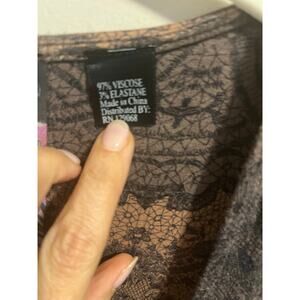 97% VISCOSE
3% ELASTANE
Made in China
Distributed BY:
RN 129068